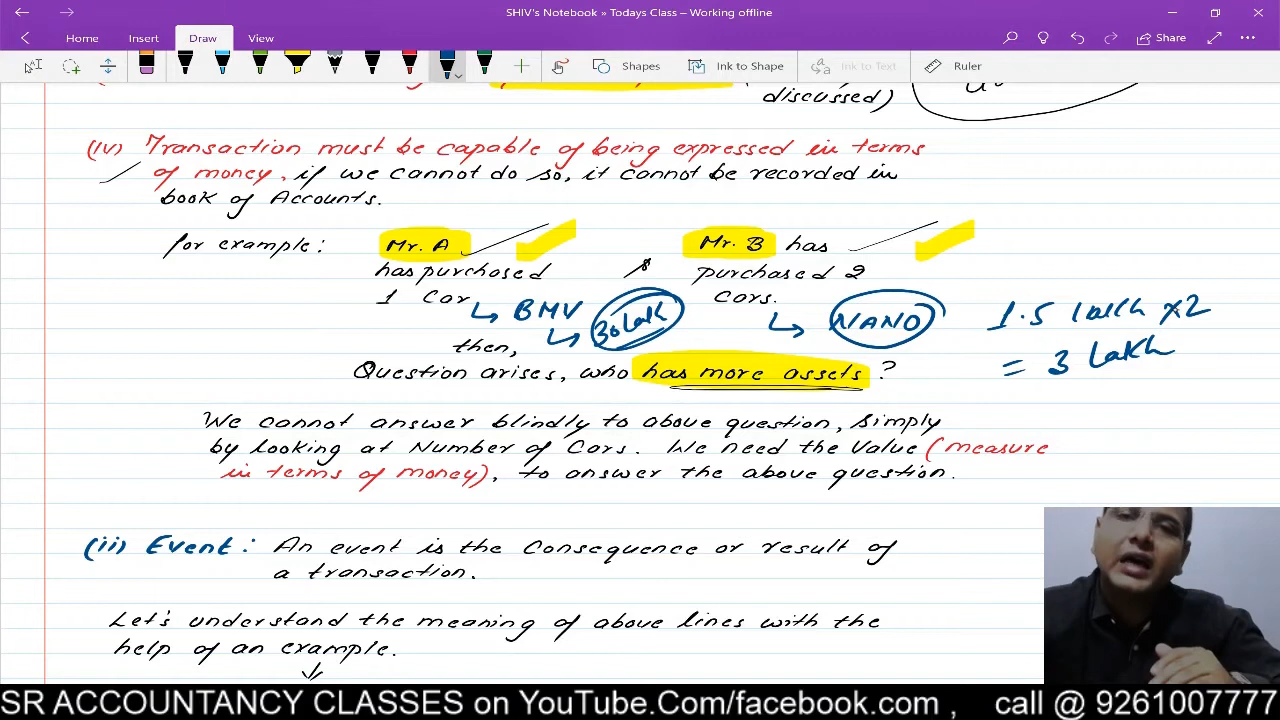 SHIV's Notebook » Todays Class – Working offline
Home Insert Draw View
Share
Shapes Ink to Shape Ink to Text Ruler
discussed)
(iv) Transaction must be capable of being expressed in terms
of money, if we cannot do so, it cannot be recorded in
book of Accounts.
for example: Mr. A Mr. B has
has purchased purchased 2
1 Car Cars.
BMV NANO 1.5 lakh x2
30 lakh = 3 lakh
then,
Question arises, who has more assets ?
We cannot answer blindly to above question, simply
by looking at Number of Cars. We need the Value (measure
in terms of money), to answer the above question.
(ii) Event: An event is the consequence or result of
a transaction.
Let's understand the meaning of above lines with the
help of an example.
SR ACCOUNTANCY CLASSES on YouTube.Com/facebook.com , call @ 9261007777